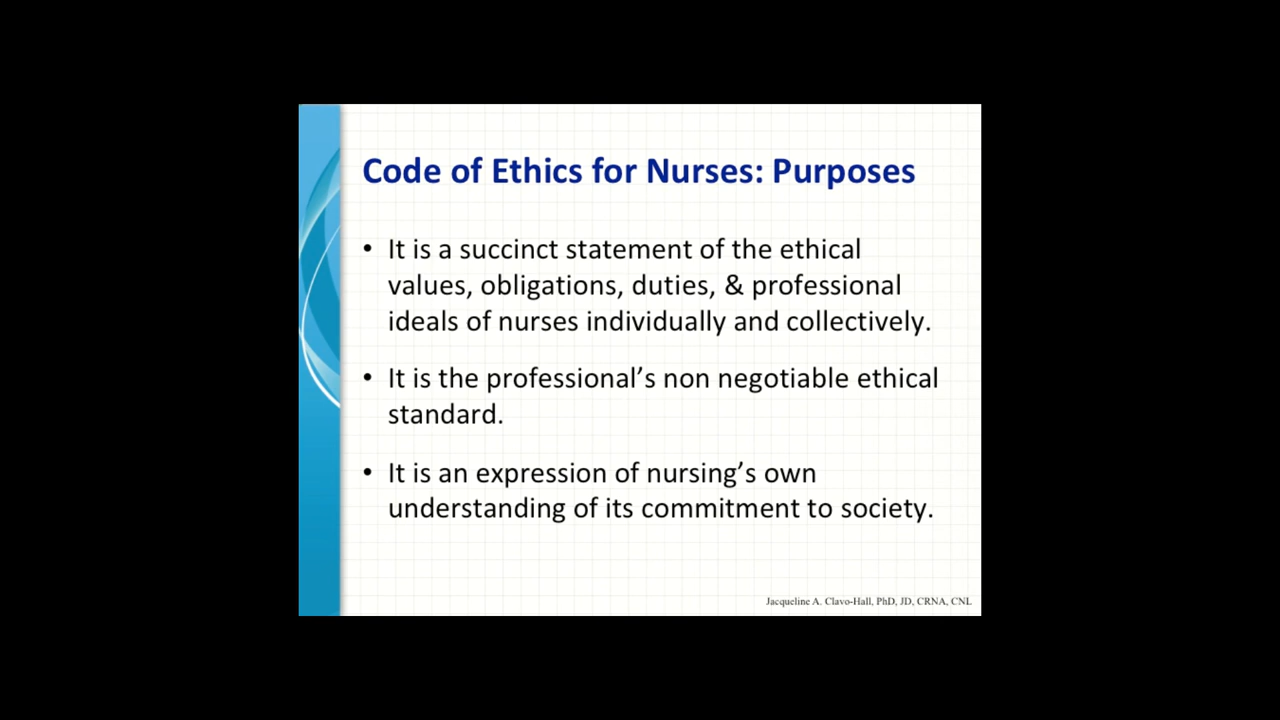 Code of Ethics for Nurses: Purposes
• It is a succinct statement of the ethical
values, obligations, duties, & professional
ideals of nurses individually and collectively.
• It is the professional’s non negotiable ethical
standard.
• It is an expression of nursing’s own
understanding of its commitment to society.
Jacqueline A. Clavo-Hall, PhD, JD, CRNA, CNL